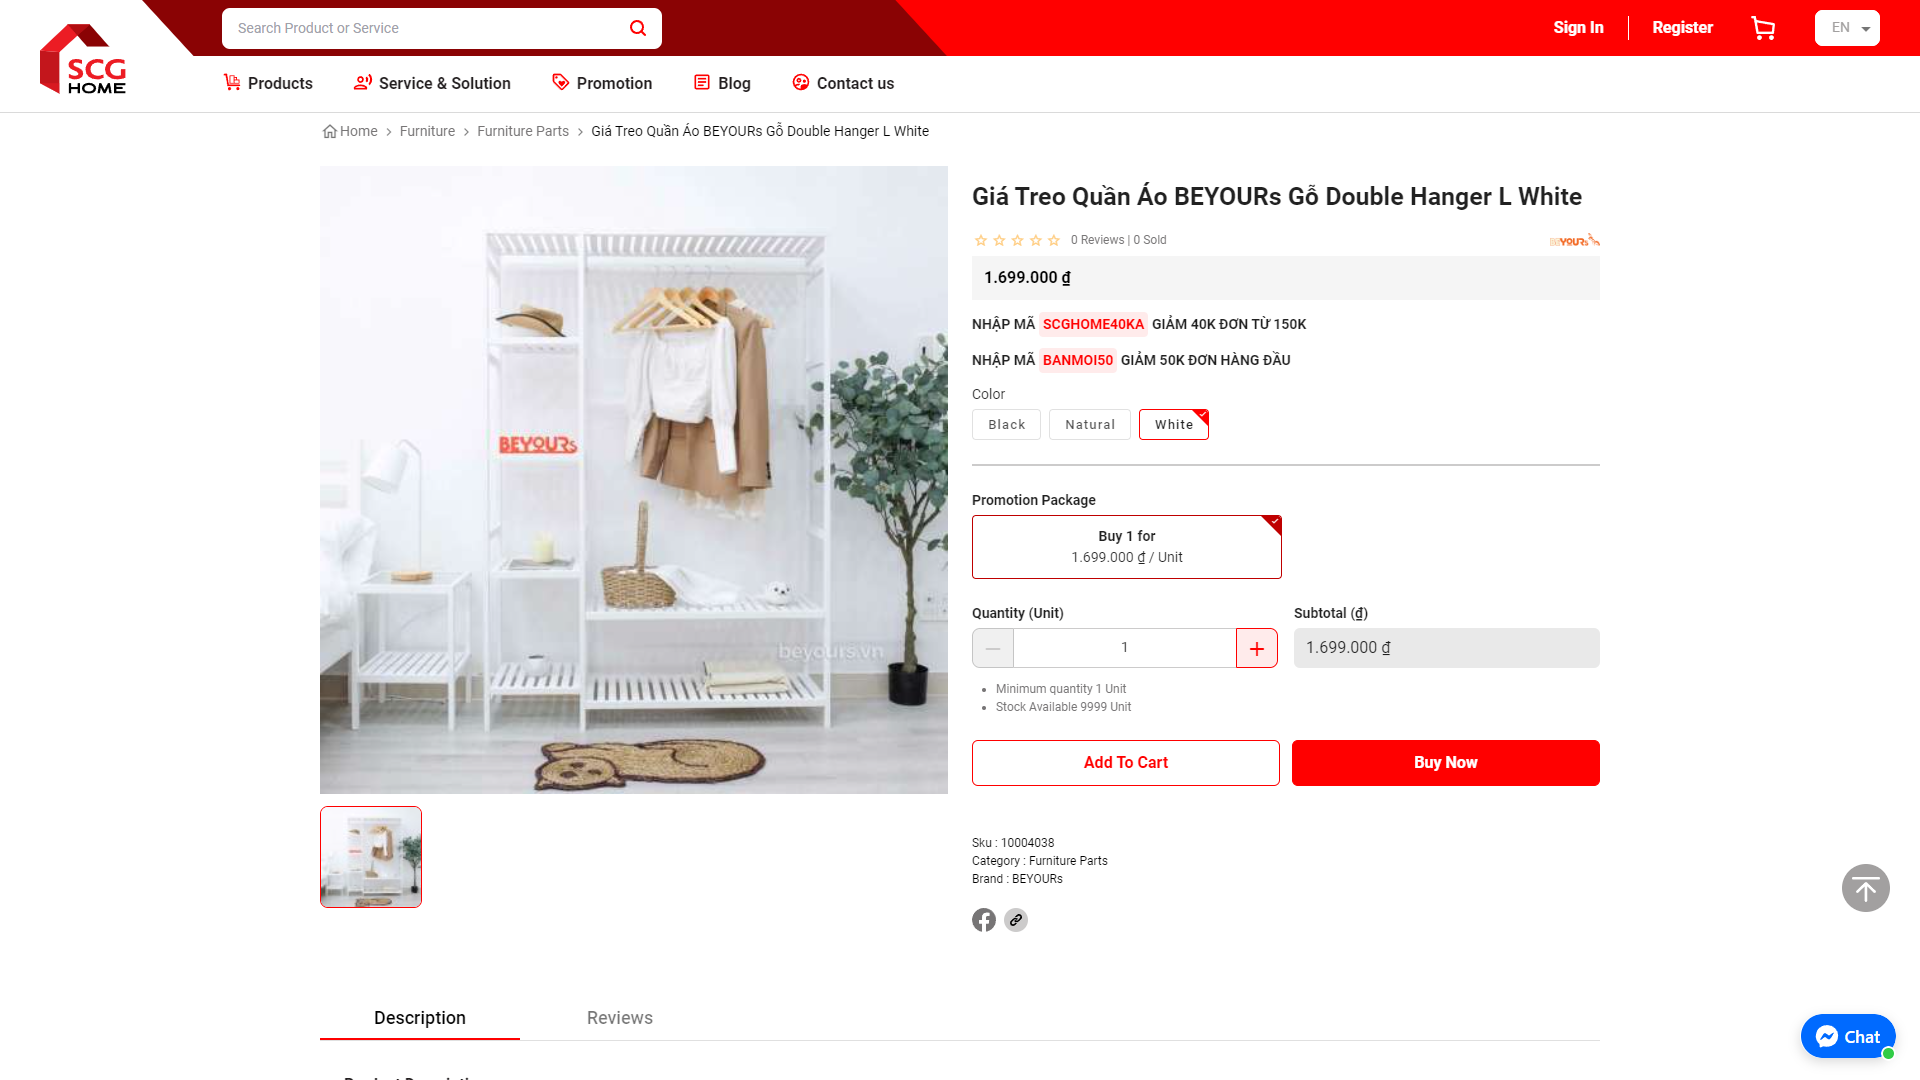 SCG
HOME
Search Product or Service
Sign In
Register
EN
Products
Service & Solution
Promotion
Blog
Contact us
Home > Furniture > Furniture Parts > Giá Treo Quần Áo BEYOURs Gỗ Double Hanger L White
BEYOURs
beyours.vn
Giá Treo Quần Áo BEYOURs Gỗ Double Hanger L White
0 Reviews | 0 Sold
BEYOURs
1.699.000 ₫
NHẬP MÃ SCGHOME40KA GIẢM 40K ĐƠN TỪ 150K
NHẬP MÃ BANMOI50 GIẢM 50K ĐƠN HÀNG ĐẦU
Color
Black
Natural
White
Promotion Package
Buy 1 for
1.699.000 ₫ / Unit
Quantity (Unit)
Subtotal (₫)
1
1.699.000 ₫
Minimum quantity 1 Unit
Stock Available 9999 Unit
Add To Cart
Buy Now
Sku : 10004038
Category : Furniture Parts
Brand : BEYOURs
Description
Reviews
Chat